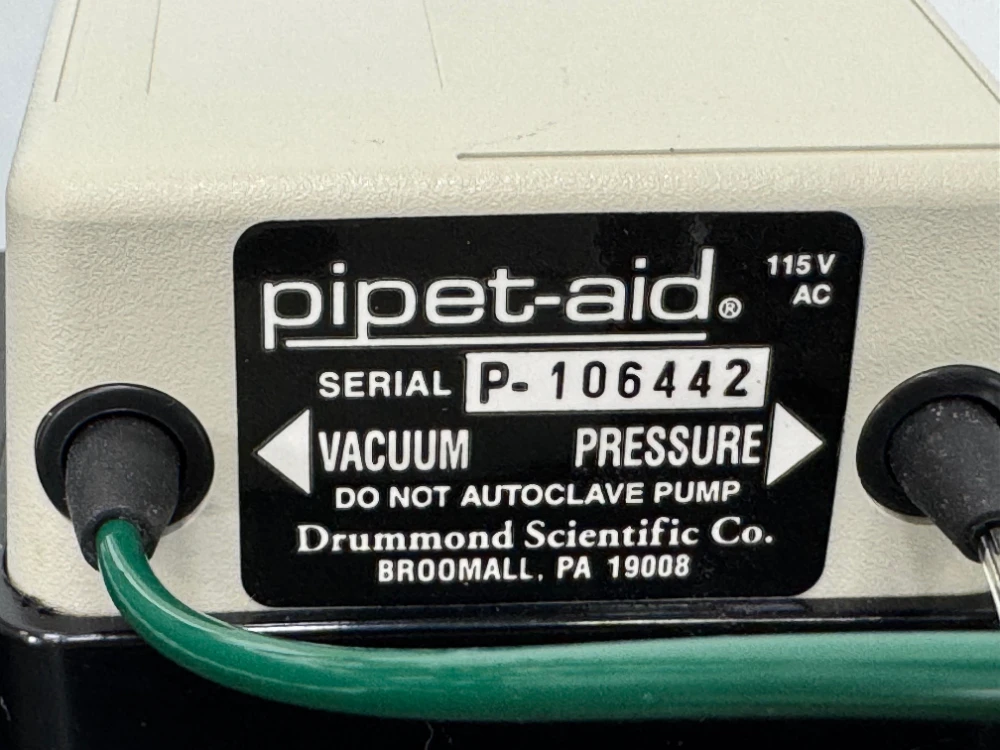 pipet-aid® 115 V
AC
SERIAL P-106442
VACUUM PRESSURE
DO NOT AUTOCLAVE PUMP
Drummond Scientific Co.
BROOMALL, PA 19008